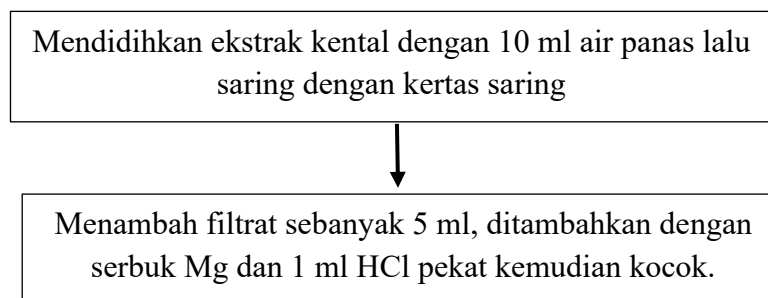 Mendidihkan ekstrak kental dengan 10 ml air panas lalu
saring dengan kertas saring
Menambah filtrat sebanyak 5 ml, ditambahkan dengan
serbuk Mg dan 1 ml HCl pekat kemudian kocok.